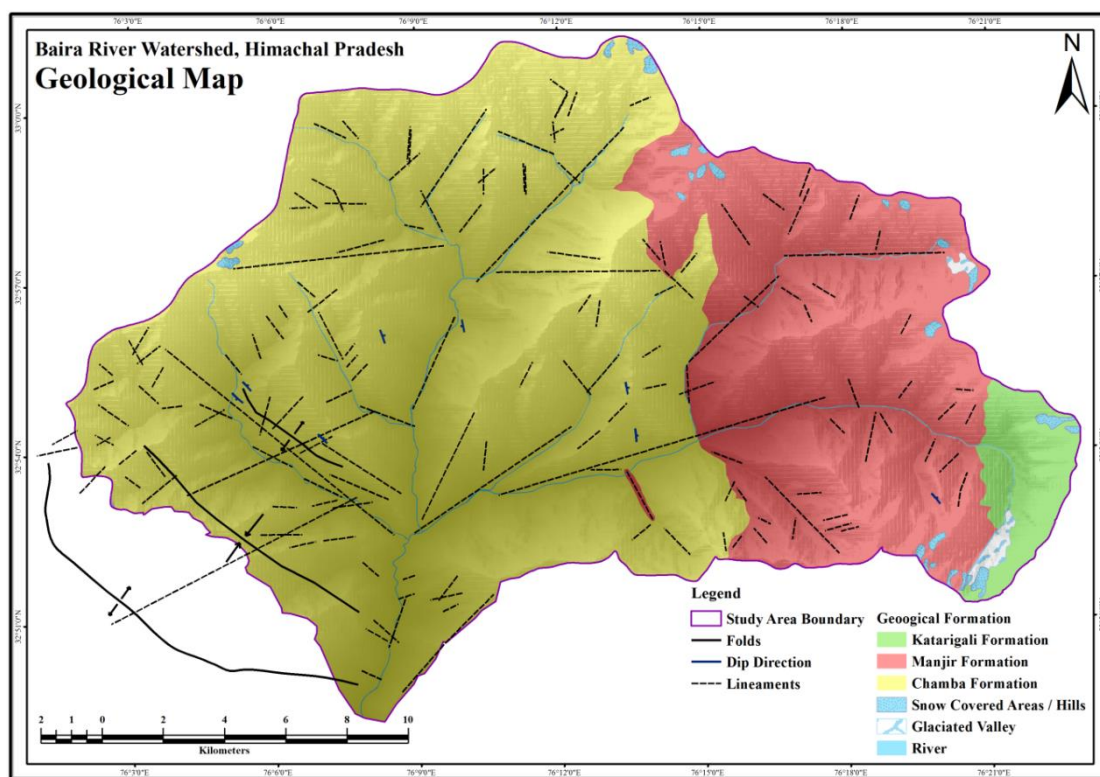 76°3'0"E 76°6'0"E 76°9'0"E 76°12'0"E 76°15'0"E 76°18'0"E 76°21'0"E
Baira River Watershed, Himachal Pradesh
Geological Map
N
33°0'0"N
32°57'0"N
32°54'0"N
32°51'0"N
Legend
Study Area Boundary
Folds
Dip Direction
Lineaments
Geoogical Formation
Katarigali Formation
Manjir Formation
Chamba Formation
Snow Covered Areas / Hills
Glaciated Valley
River
2 1 0 2 4 6 8 10
Kilometers
76°3'0"E 76°6'0"E 76°9'0"E 76°12'0"E 76°15'0"E 76°18'0"E 76°21'0"E